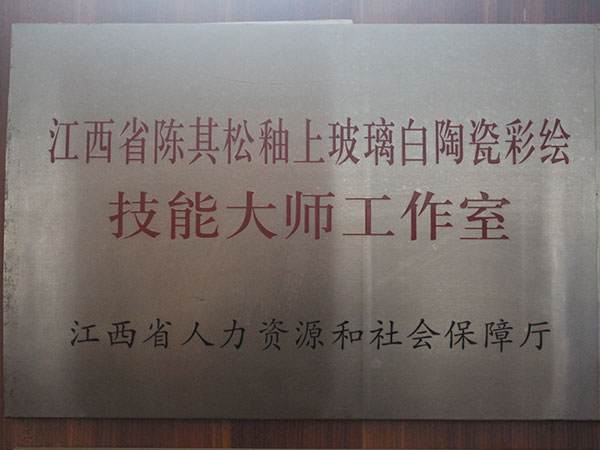 江西省陈其松釉上玻璃白陶瓷彩绘
技能大师工作室
江西省人力资源和社会保障厅